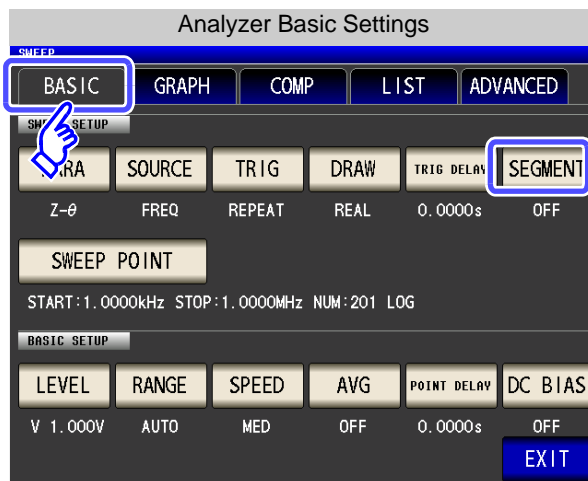 Analyzer Basic Settings
SWEEP
BASIC GRAPH COMP LIST ADVANCED
SETUP
SOURCE TRIG DRAW TRIG DELAY SEGMENT
Z-θ FREQ REPEAT REAL 0.0000s OFF
SWEEP POINT
START:1.0000kHz STOP:1.0000MHz NUM:201 LOG
BASIC SETUP
LEVEL RANGE SPEED AVG POINT DELAY DC BIAS
V 1.000V AUTO MED OFF 0.0000s OFF
EXIT